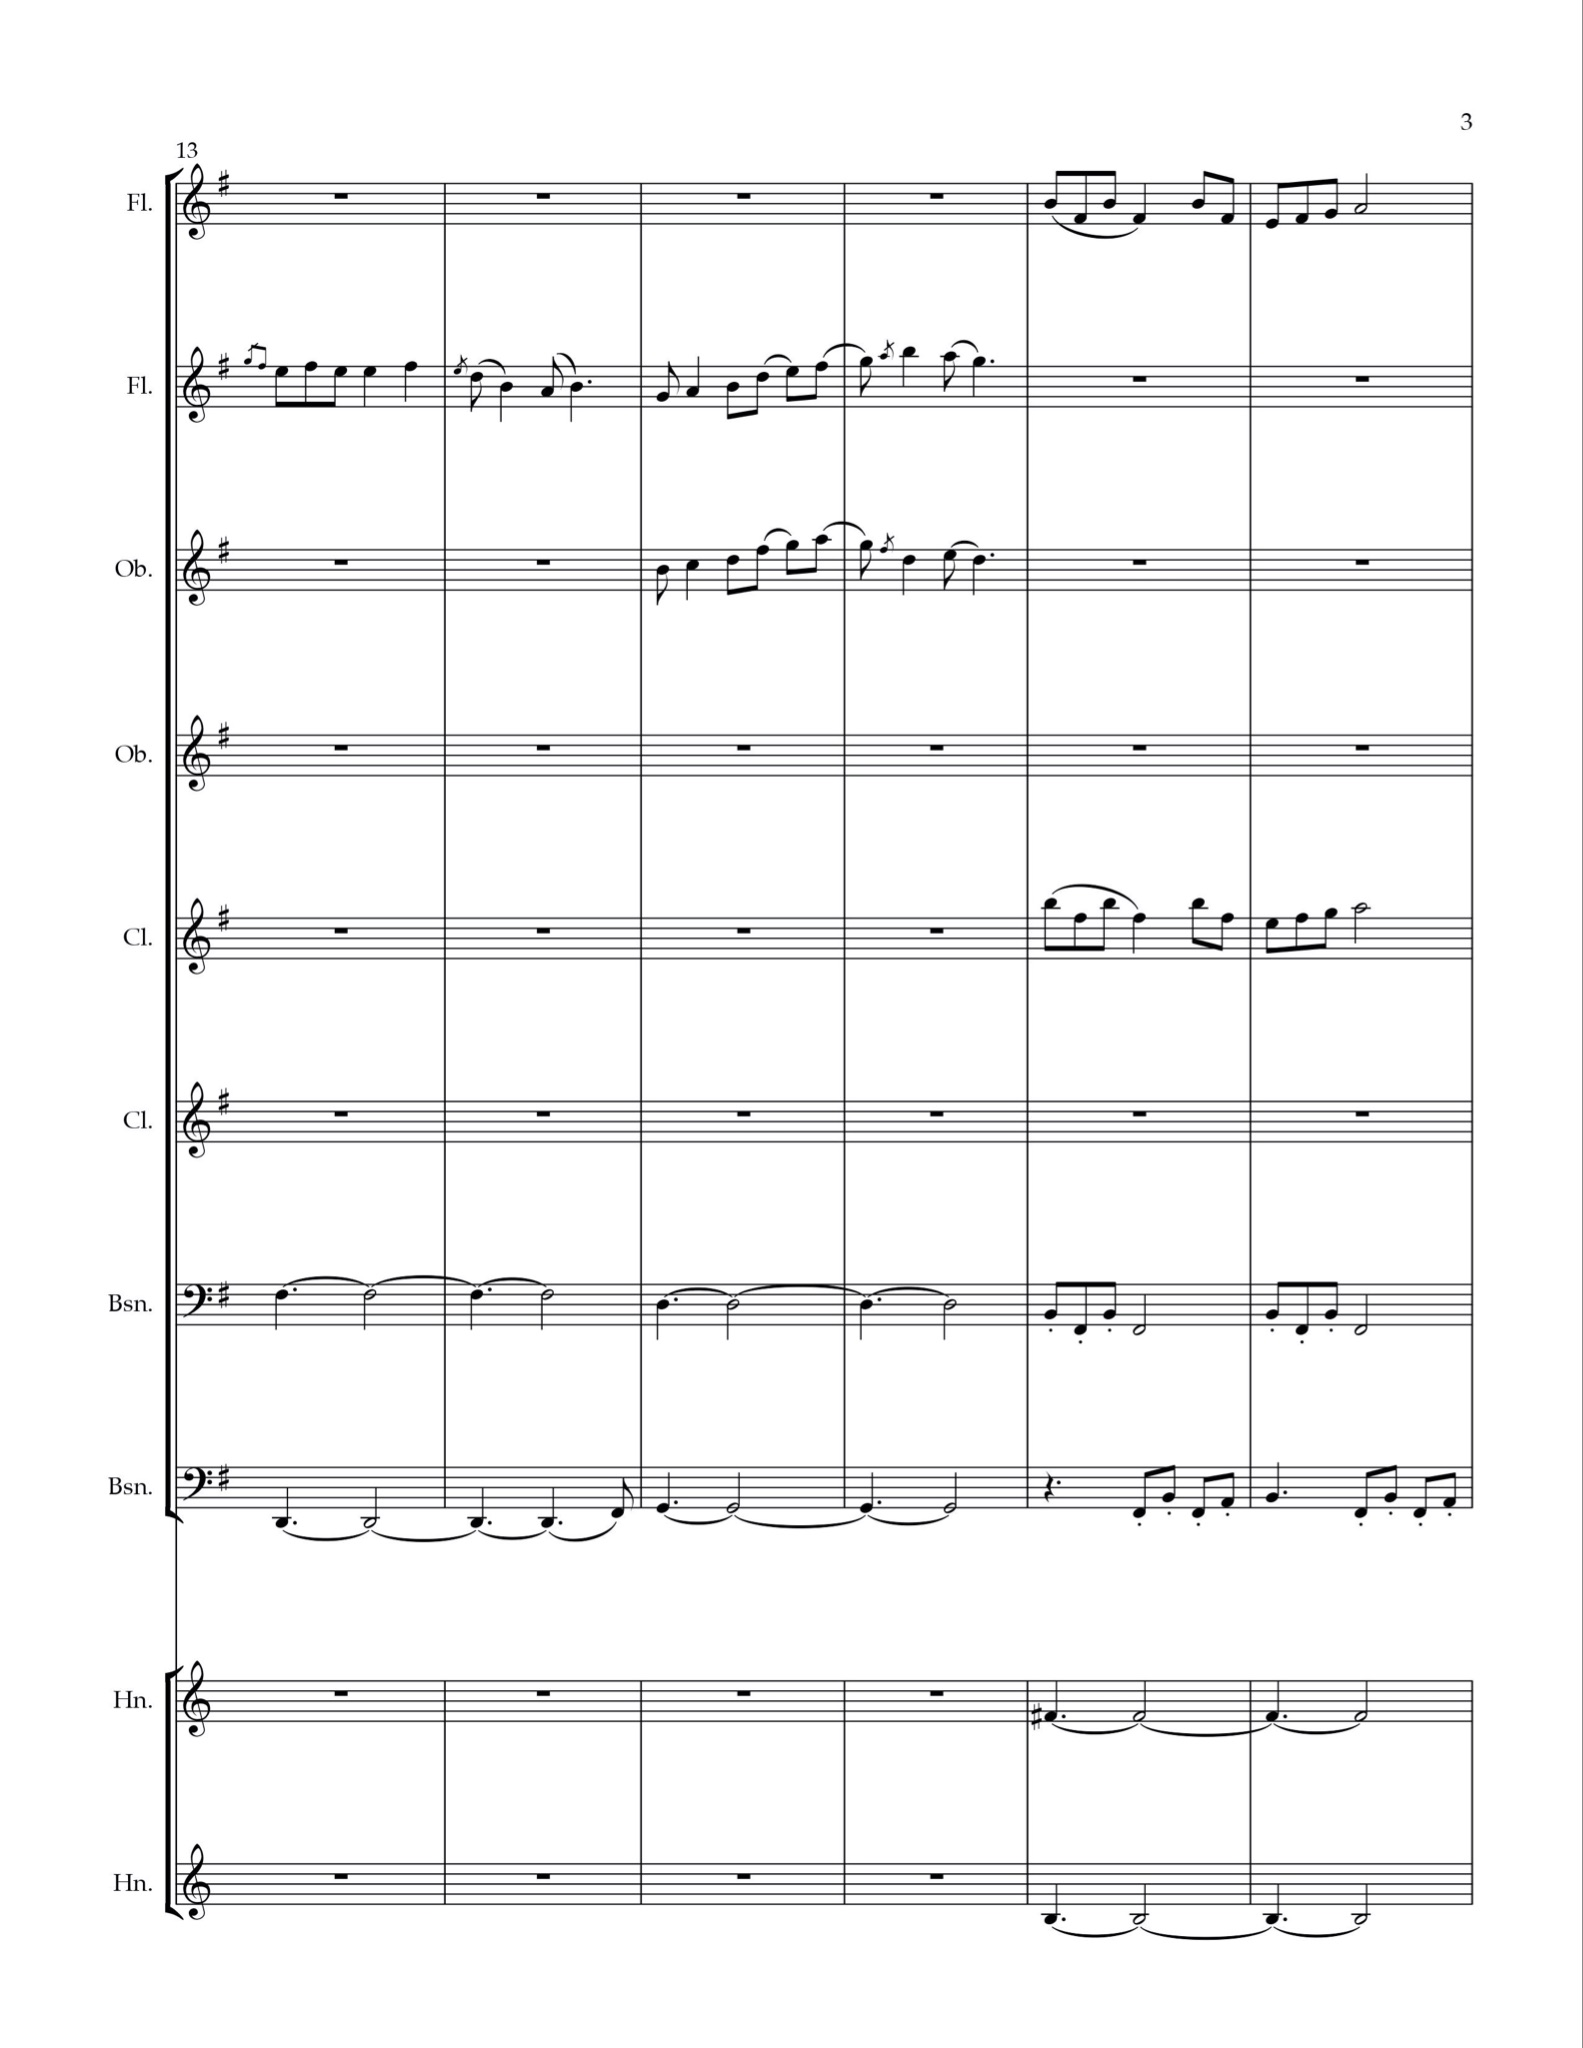 3
13
Fl.
Fl.
Ob.
Ob.
Cl.
Cl.
Bsn.
Bsn.
Hn.
Hn.